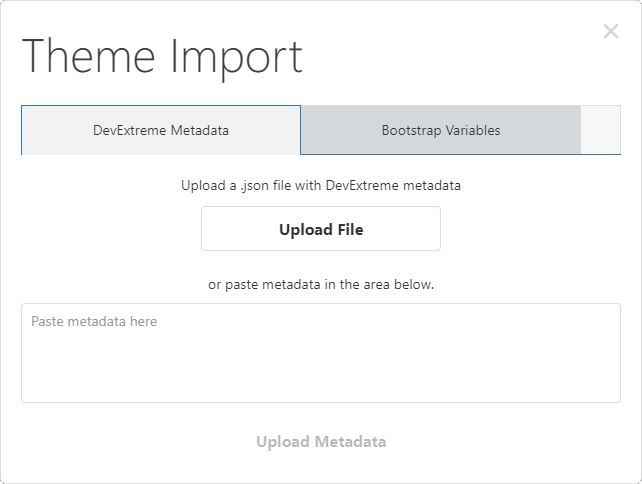 Theme Import
DevExtreme Metadata
Bootstrap Variables
Upload a .json file with DevExtreme metadata
Upload File
or paste metadata in the area below.
Paste metadata here
Upload Metadata